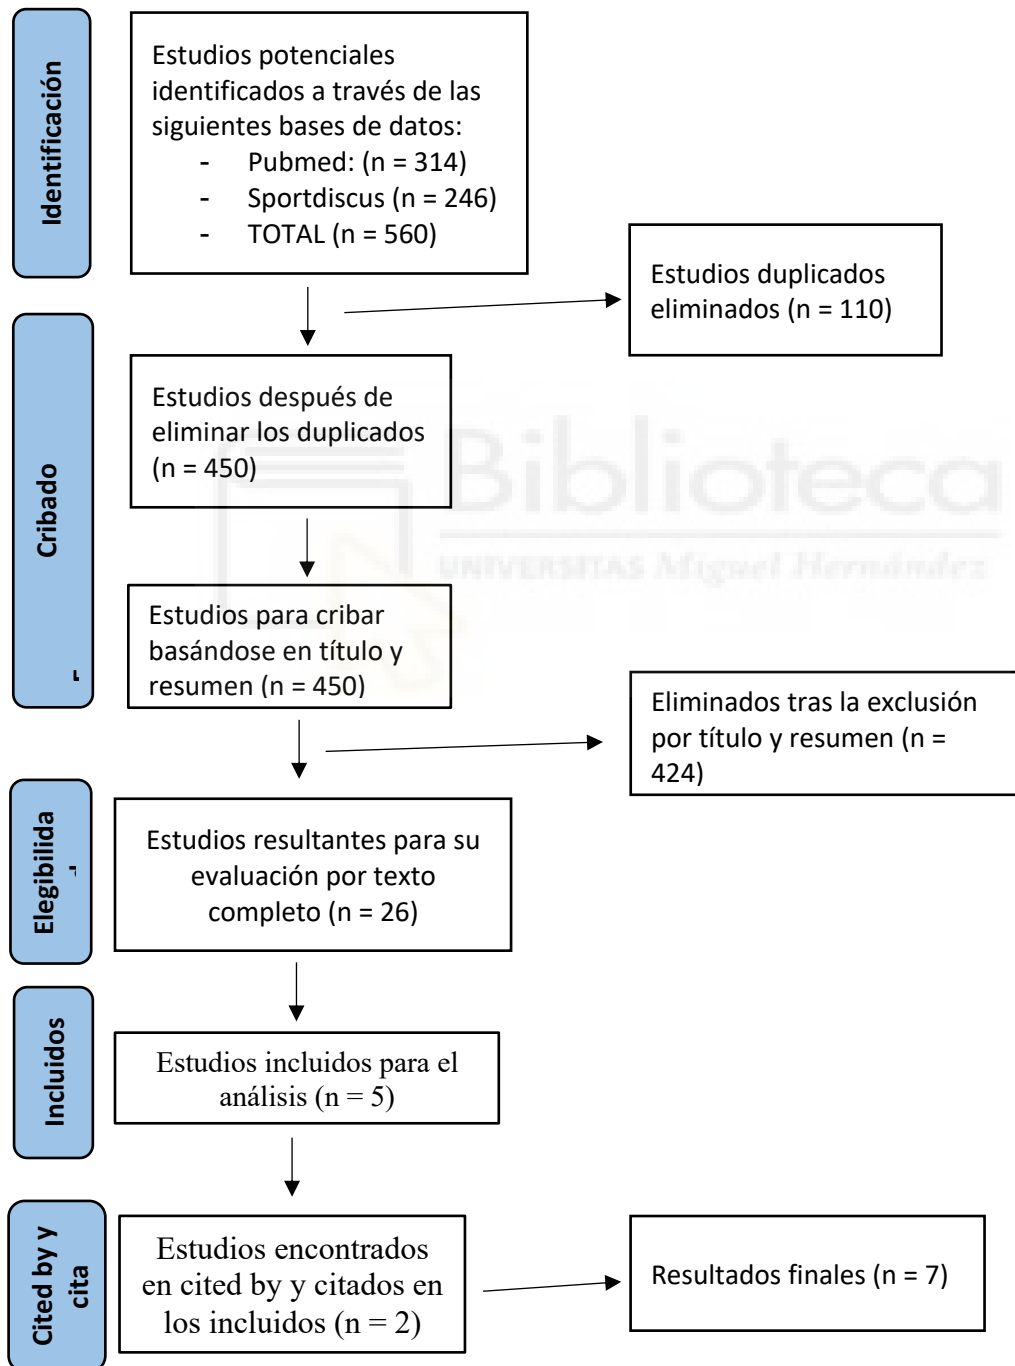 Identificación
Estudios potenciales
identificados a través de las
siguientes bases de datos:
- Pubmed: (n = 314)
- Sportdiscus (n = 246)
- TOTAL (n = 560)
Estudios duplicados
eliminados (n = 110)
Cribado
Estudios después de
eliminar los duplicados
(n = 450)
Biblioteca
UNIVERSITAS Miguel Hernández
Estudios para cribar
basándose en título y
resumen (n = 450)
Eliminados tras la exclusión
por título y resumen (n =
424)
Elegibilida
Estudios resultantes para su
evaluación por texto
completo (n = 26)
Incluidos
Estudios incluidos para el
análisis (n = 5)
Cited by y
cita
Estudios encontrados
en cited by y citados en
los incluidos (n = 2)
Resultados finales (n = 7)